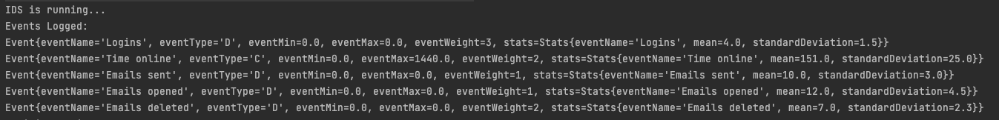 IDS is running...
Events Logged:
Event{eventName='Logins', eventType='D', eventMin=0.0, eventMax=0.0, eventWeight=3, stats=Stats{eventName='Logins', mean=4.0, standardDeviation=1.5}}
Event{eventName='Time online', eventType='C', eventMin=0.0, eventMax=1440.0, eventWeight=2, stats=Stats{eventName='Time online', mean=151.0, standardDeviation=25.0}}
Event{eventName='Emails sent', eventType='D', eventMin=0.0, eventMax=0.0, eventWeight=1, stats=Stats{eventName='Emails sent', mean=10.0, standardDeviation=3.0}}
Event{eventName='Emails opened', eventType='D', eventMin=0.0, eventMax=0.0, eventWeight=1, stats=Stats{eventName='Emails opened', mean=12.0, standardDeviation=4.5}}
Event{eventName='Emails deleted', eventType='D', eventMin=0.0, eventMax=0.0, eventWeight=2, stats=Stats{eventName='Emails deleted', mean=7.0, standardDeviation=2.3}}